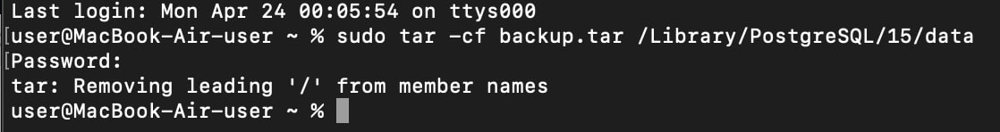 Last login: Mon Apr 24 00:05:54 on ttys000
[user@MacBook-Air-user ~ % sudo tar -cf backup.tar /Library/PostgreSQL/15/data
[Password:
tar: Removing leading '/' from member names
user@MacBook-Air-user ~ %